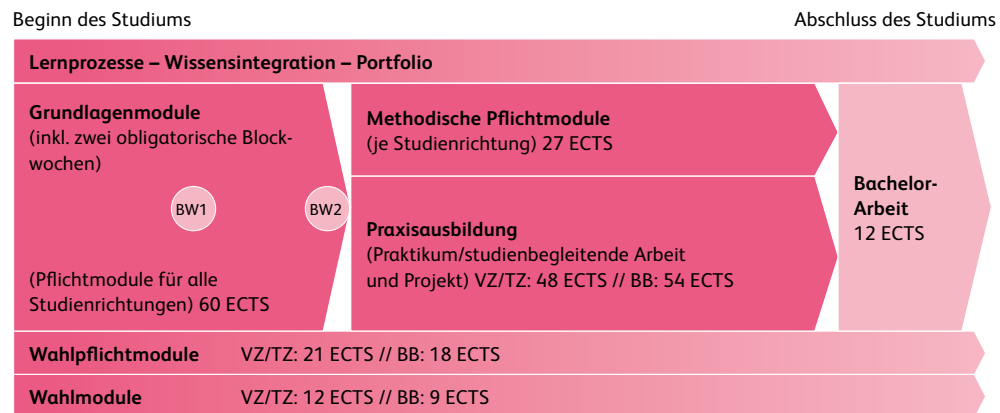 Beginn des Studiums
Abschluss des Studiums
Lernprozesse – Wissensintegration – Portfolio
Grundlagenmodule
(inkl. zwei obligatorische Block-
wochen)
BW1
BW2
(Pflichtmodule für alle
Studienrichtungen) 60 ECTS
Methodische Pflichtmodule
(je Studienrichtung) 27 ECTS
Praxisausbildung
(Praktikum/studienbegleitende Arbeit
und Projekt) VZ/TZ: 48 ECTS // BB: 54 ECTS
Bachelor-
Arbeit
12 ECTS
Wahlpflichtmodule VZ/TZ: 21 ECTS // BB: 18 ECTS
Wahlmodule VZ/TZ: 12 ECTS // BB: 9 ECTS